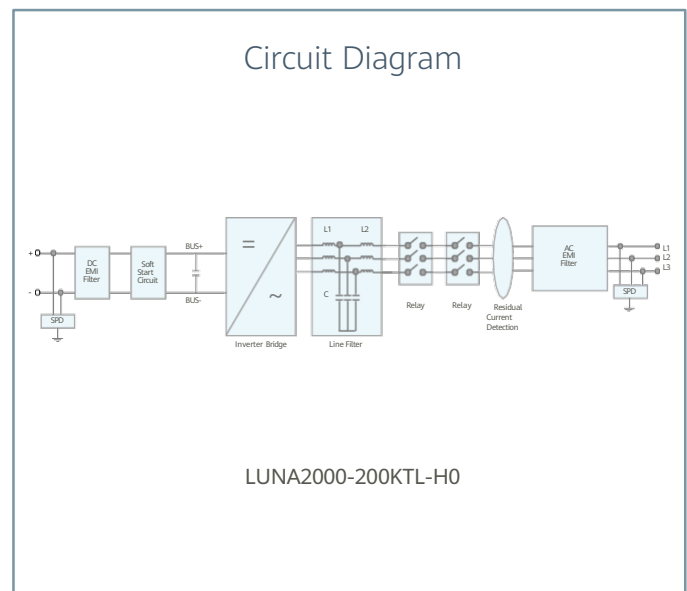 Circuit Diagram
+
DC
EMI
Filter
Soft
Start
Circuit
BUS+
=
~
L1
L2
C
AC
EMI
Filter
L1
L2
L3
-
BUS-
SPD
SPD
Inverter Bridge
Line Filter
Relay
Relay
Residual
Current
Detection
LUNA2000-200KTL-H0